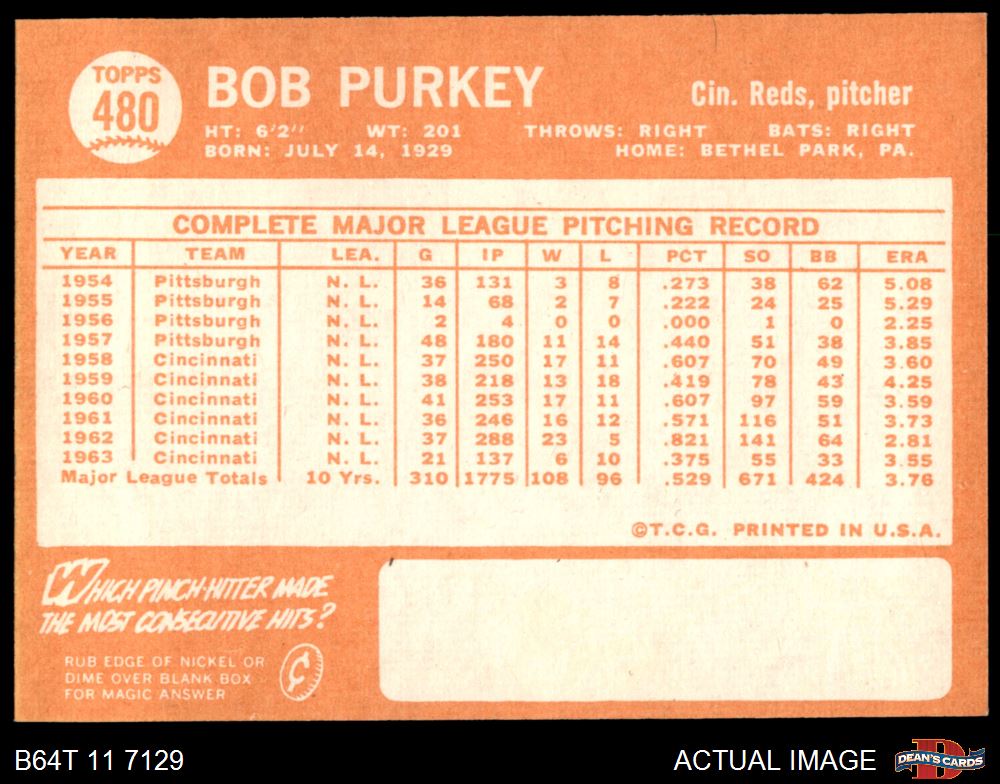 TOPPS
480
BOB PURKEY
Cin. Reds, pitcher
HT: 6'2" WT: 201 THROWS: RIGHT BATS: RIGHT
BORN: JULY 14, 1929 HOME: BETHEL PARK, PA.
COMPLETE MAJOR LEAGUE PITCHING RECORD
YEAR TEAM LEA. G IP W L PCT SO BB ERA
1954 Pittsburgh N. L. 36 131 3 8 .273 38 62 5.08
1955 Pittsburgh N. L. 14 68 2 7 .222 24 25 5.29
1956 Pittsburgh N. L. 2 4 0 0 .000 1 0 2.25
1957 Pittsburgh N. L. 48 180 11 14 .440 51 38 3.85
1958 Cincinnati N. L. 37 250 17 11 .607 70 49 3.60
1959 Cincinnati N. L. 38 218 13 18 .419 78 43 4.25
1960 Cincinnati N. L. 41 253 17 11 .607 97 59 3.59
1961 Cincinnati N. L. 36 246 16 12 .571 116 51 3.73
1962 Cincinnati N. L. 37 288 23 5 .821 141 64 2.81
1963 Cincinnati N. L. 21 137 6 10 .375 55 33 3.55
Major League Totals 10 Yrs. 310 1775 108 96 .529 671 424 3.76
©T.C.G. PRINTED IN U.S.A.
WHICH PINCH-HITTER MADE
THE MOST CONSECUTIVE HITS?
RUB EDGE OF NICKEL OR
DIME OVER BLANK BOX
FOR MAGIC ANSWER
¢
B64T 11 7129
ACTUAL IMAGE
D
DEAN'S CARDS